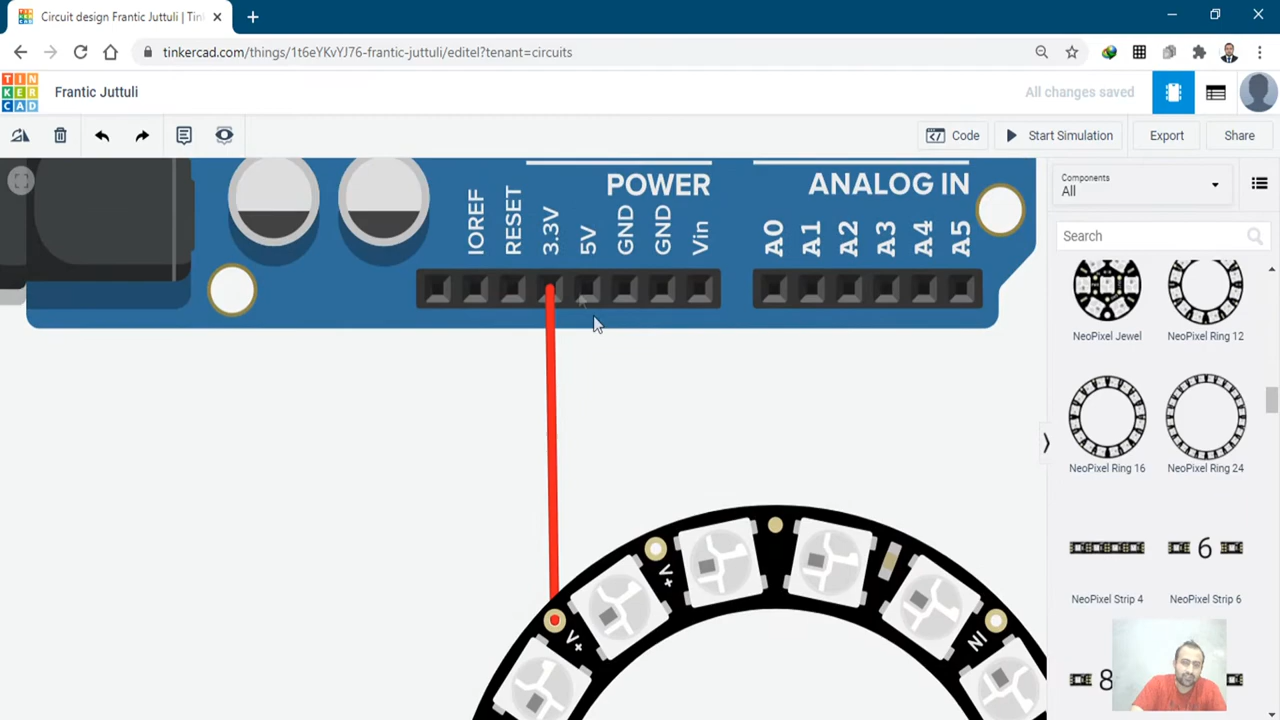 Circuit design Frantic Juttuli | Tin
tinkercad.com/things/1t6eYKvYJ76-frantic-juttuli/editel?tenant=circuits
TIN
KER
CAD
Frantic Juttuli
All changes saved
Code
Start Simulation
Export
Share
Components
All
Search
IOREF
RESET
3.3V
5V
GND
GND
Vin
POWER
ANALOG IN
A0
A1
A2
A3
A4
A5
NeoPixel Jewel
NeoPixel Ring 12
NeoPixel Ring 16
NeoPixel Ring 24
6
NeoPixel Strip 4
NeoPixel Strip 6
8
V+
V+
IN